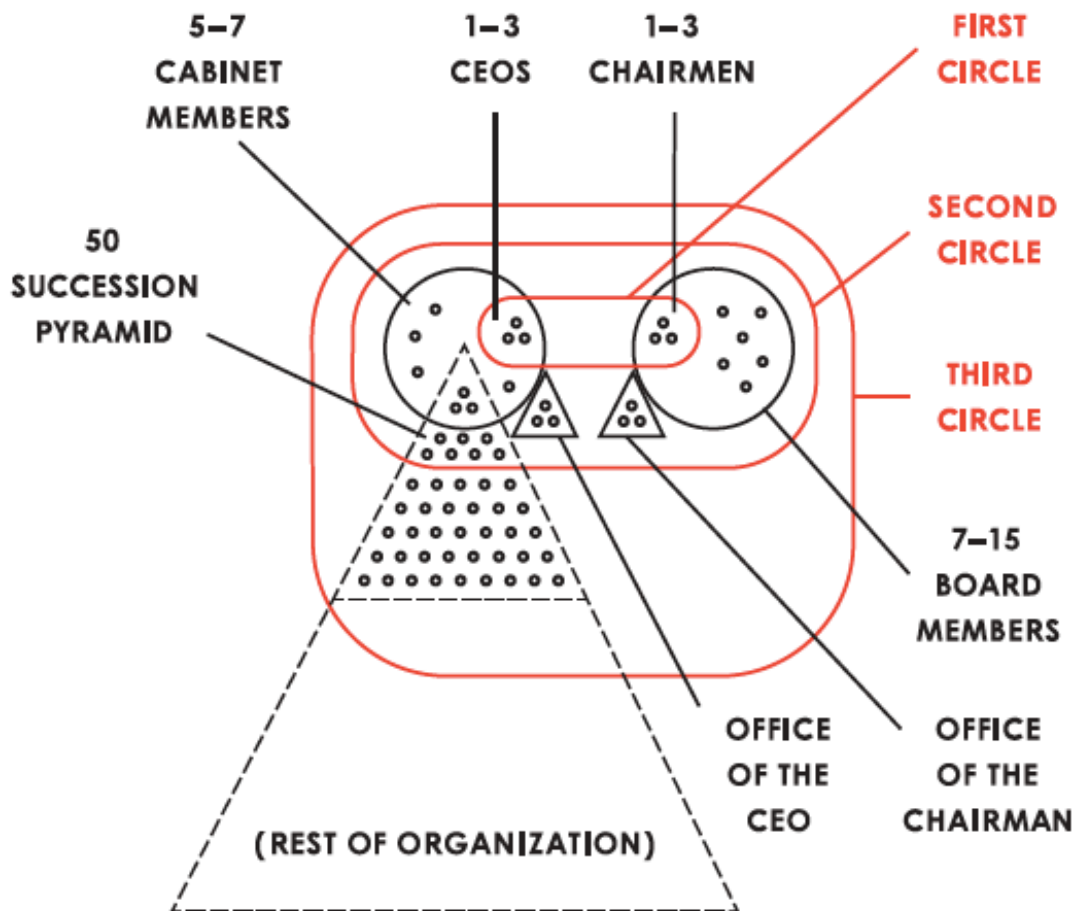 5–7
CABINET
MEMBERS
1–3
CEOS
1–3
CHAIRMEN
FIRST
CIRCLE
SECOND
CIRCLE
50
SUCCESSION
PYRAMID
THIRD
CIRCLE
7–15
BOARD
MEMBERS
OFFICE
OF THE
CEO
OFFICE
OF THE
CHAIRMAN
(REST OF ORGANIZATION)